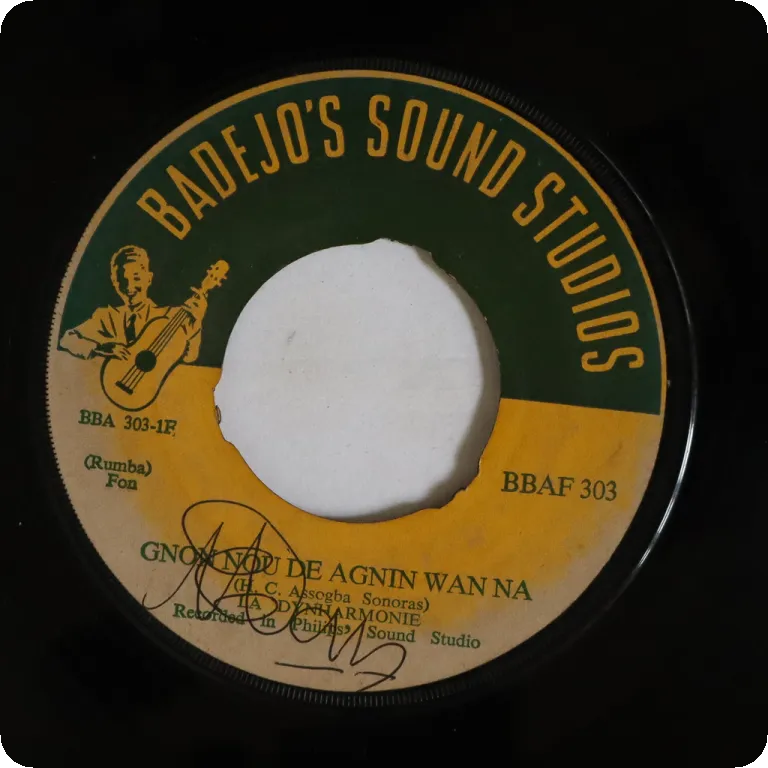 BADEJO'S SOUND STUDIOS
BBA 303-1F
(Rumba)
Fon
BBAF 303
GNON NOU DE AGNIN WAN NA
(H. C. Assogba Sonoras)
LA DYNHARMONIE
Recorded in Philips' Sound Studio